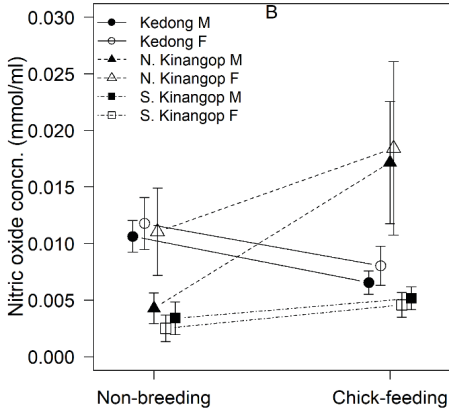 B
Nitric oxide concn. (mmol/ml)
0.030
0.025
0.020
0.015
0.010
0.005
0.000
Kedong M
Kedong F
N. Kinangop M
N. Kinangop F
S. Kinangop M
S. Kinangop F
Non-breeding
Chick-feeding